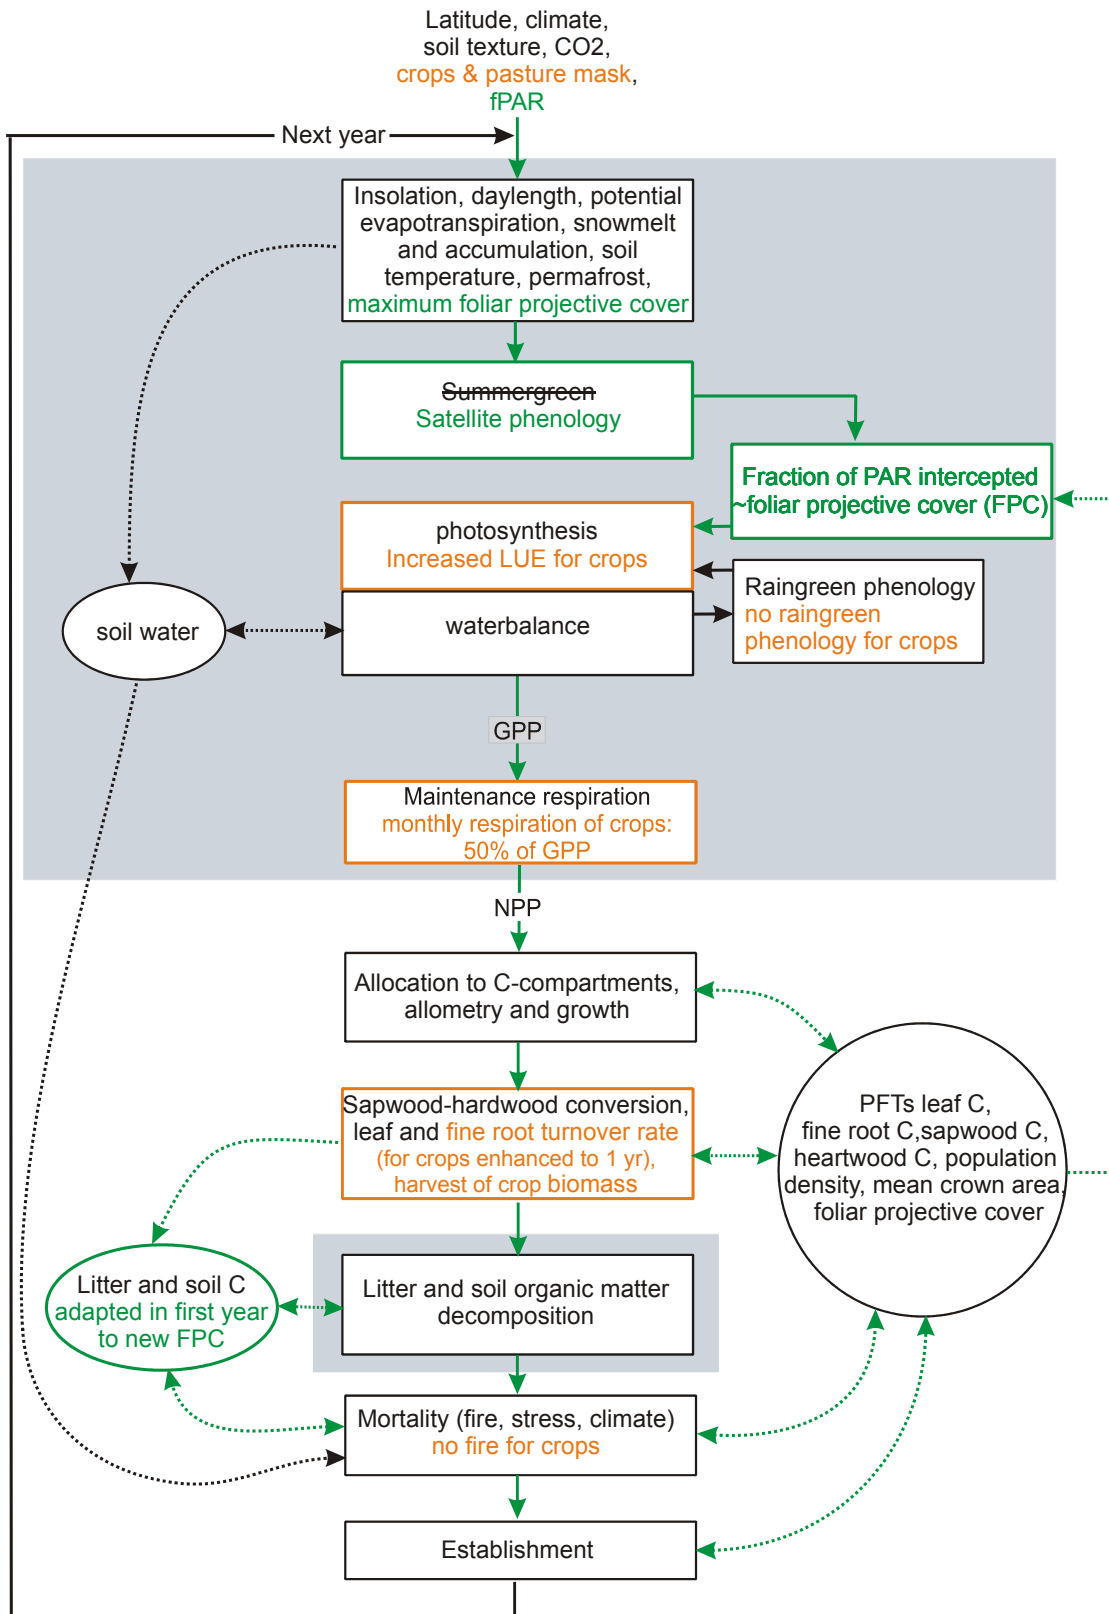 Latitude, climate,
soil texture, CO2,
crops & pasture mask,
fPAR
Next year
Insolation, daylength, potential
evapotranspiration, snowmelt
and accumulation, soil
temperature, permafrost,
maximum foliar projective cover
Summergreen
Satellite phenology
Fraction of PAR intercepted
~foliar projective cover (FPC)
photosynthesis
Increased LUE for crops
Raingreen phenology
no raingreen
phenology for crops
soil water
waterbalance
GPP
Maintenance respiration
monthly respiration of crops:
50% of GPP
NPP
Allocation to C-compartments,
allometry and growth
Sapwood-hardwood conversion,
leaf and fine root turnover rate
(for crops enhanced to 1 yr),
harvest of crop biomass
PFTs leaf C,
fine root C,sapwood C,
heartwood C, population
density, mean crown area,
foliar projective cover
Litter and soil C
adapted in first year
to new FPC
Litter and soil organic matter
decomposition
Mortality (fire, stress, climate)
no fire for crops
Establishment